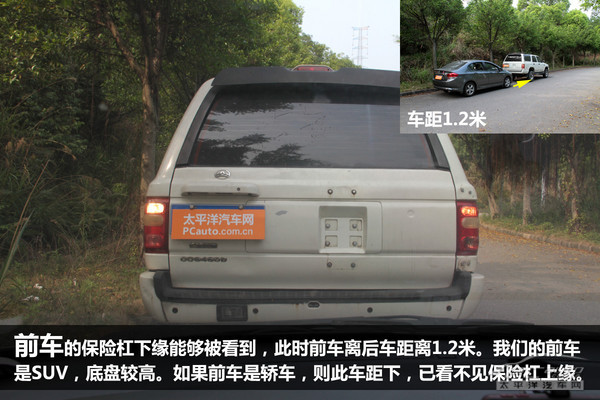 车距1.2米
太平洋汽车网
PCauto.com.cn
前车的保险杠下缘能够被看到，此时前车离后车距离1.2米。我们的前车
是SUV，底盘较高。如果前车是轿车，则此车距下，已看不见保险杠上缘。
太平洋汽车网